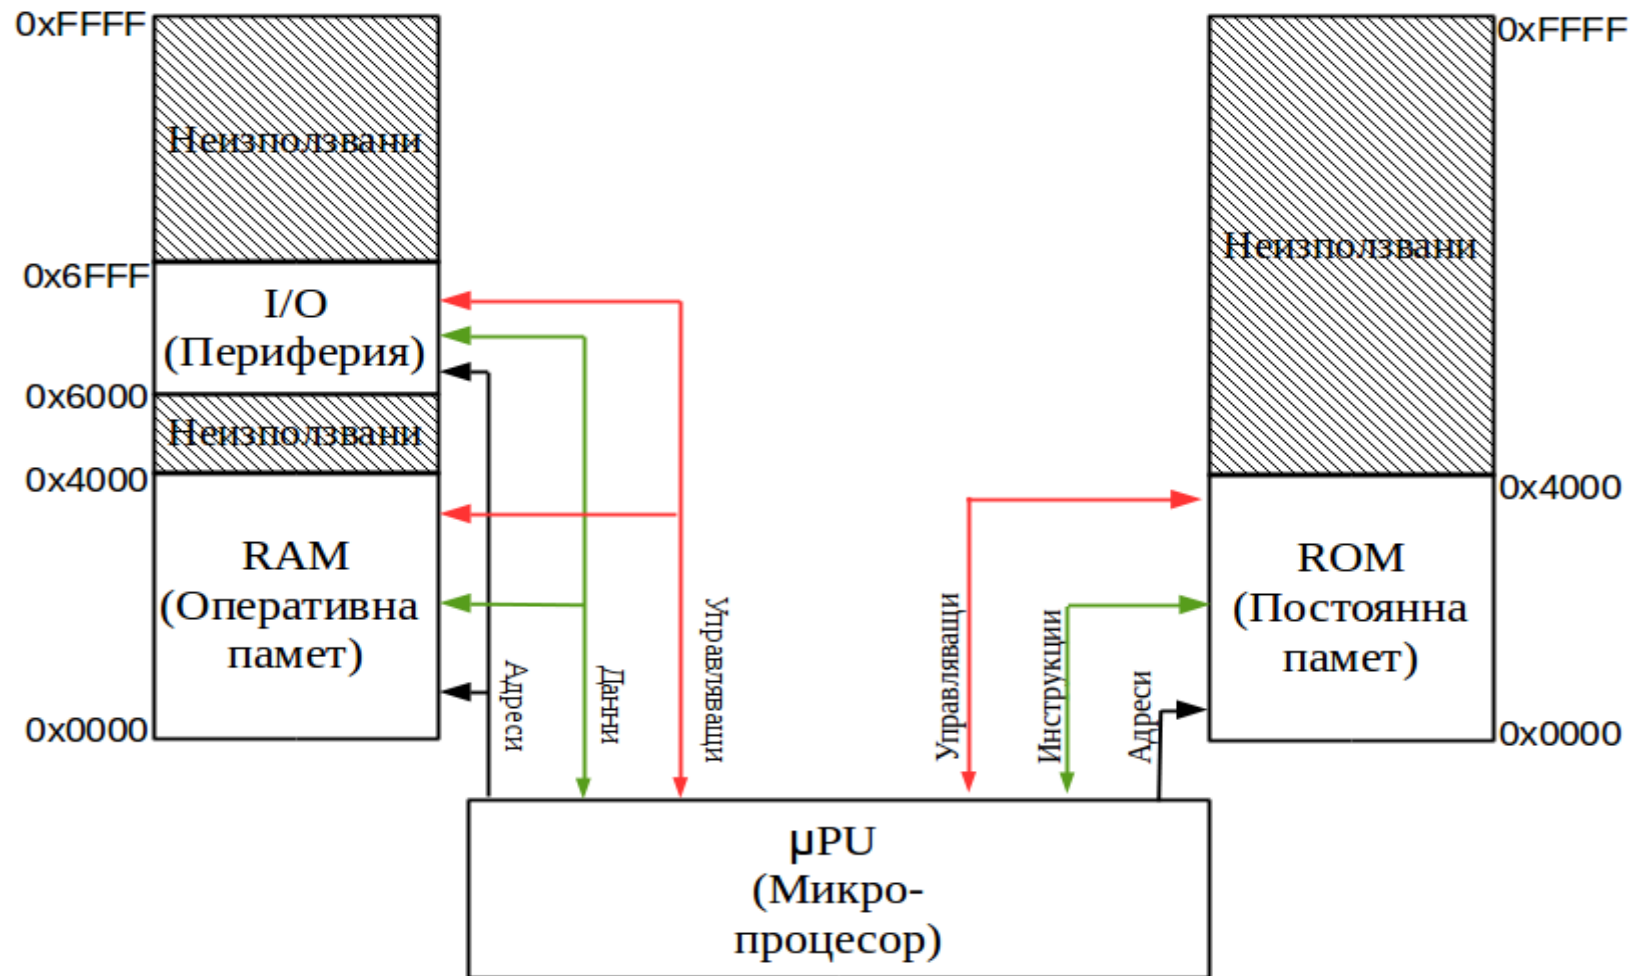 0xFFFF
Неизползвани
0x6FFF
I/O
(Периферия)
0x6000
Неизползвани
0x4000
RAM
(Оперативна
памет)
0x0000
Адреси
Данни
Управляващи
Управляващи
Инструкции
Адреси
0xFFFF
Неизползвани
0x4000
ROM
(Постоянна
памет)
0x0000
µPU
(Микро-
процесор)